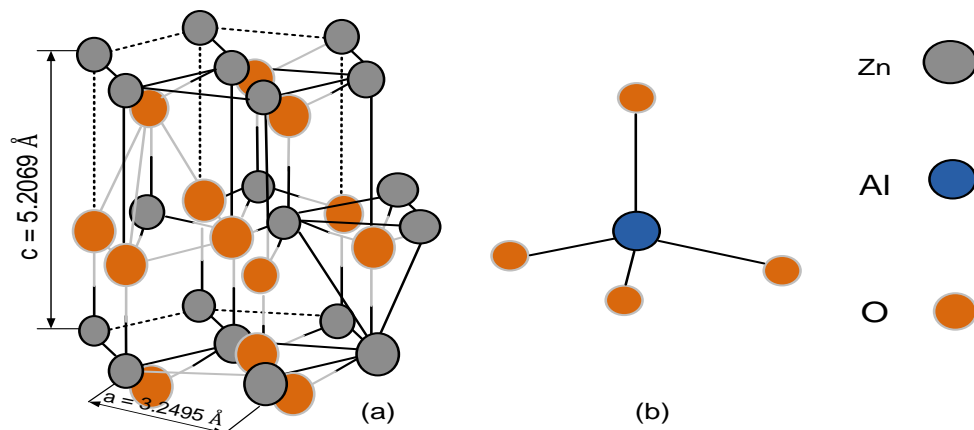 c = 5.2069 Å
a = 3.2495 Å
(a)
(b)
Zn
Al
O